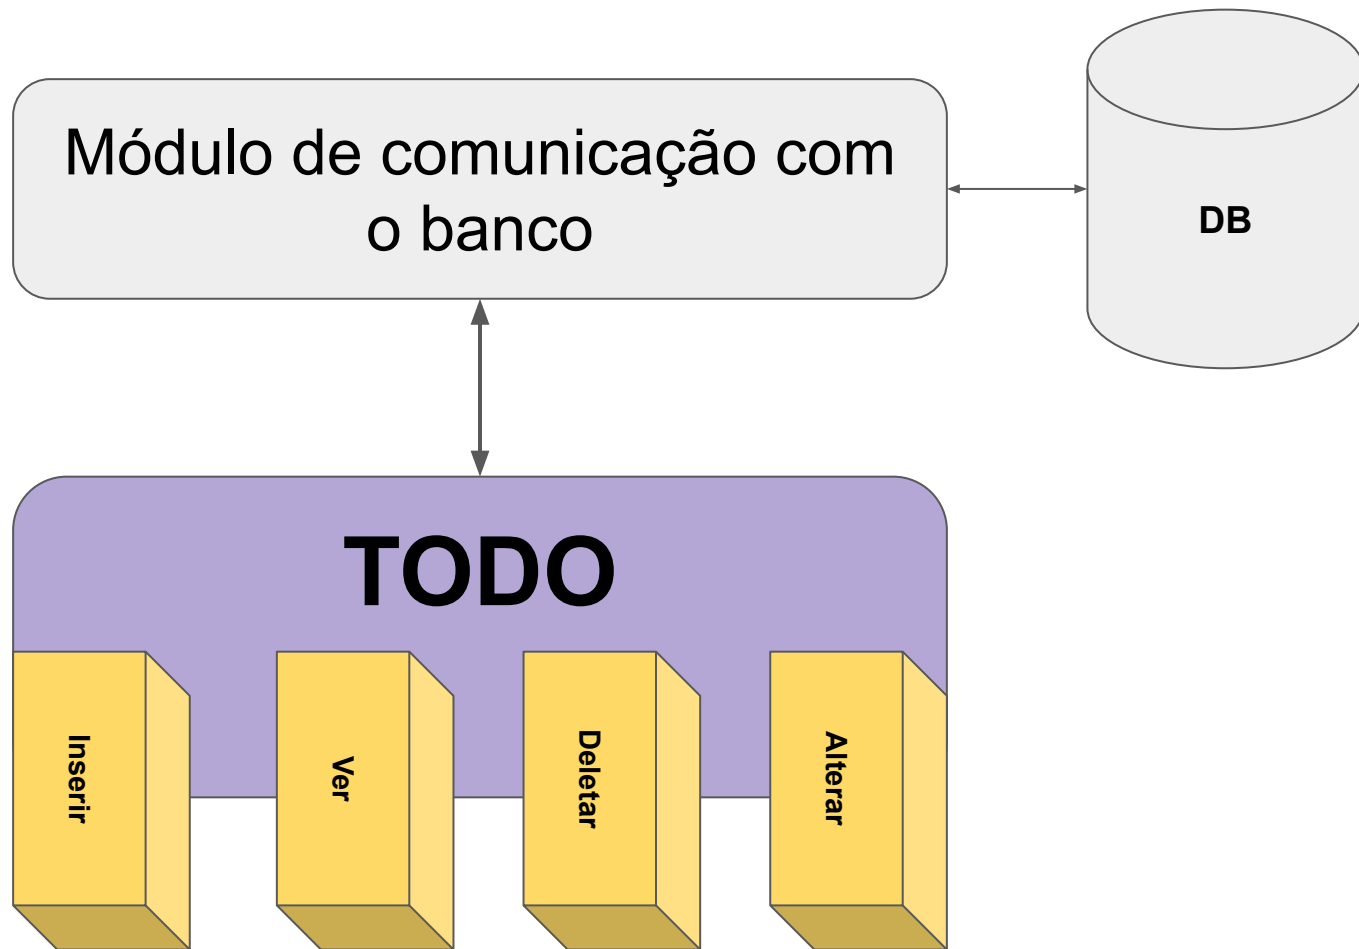 Módulo de comunicação com
o banco
DB
TODO
Inserir
Ver
Deletar
Alterar